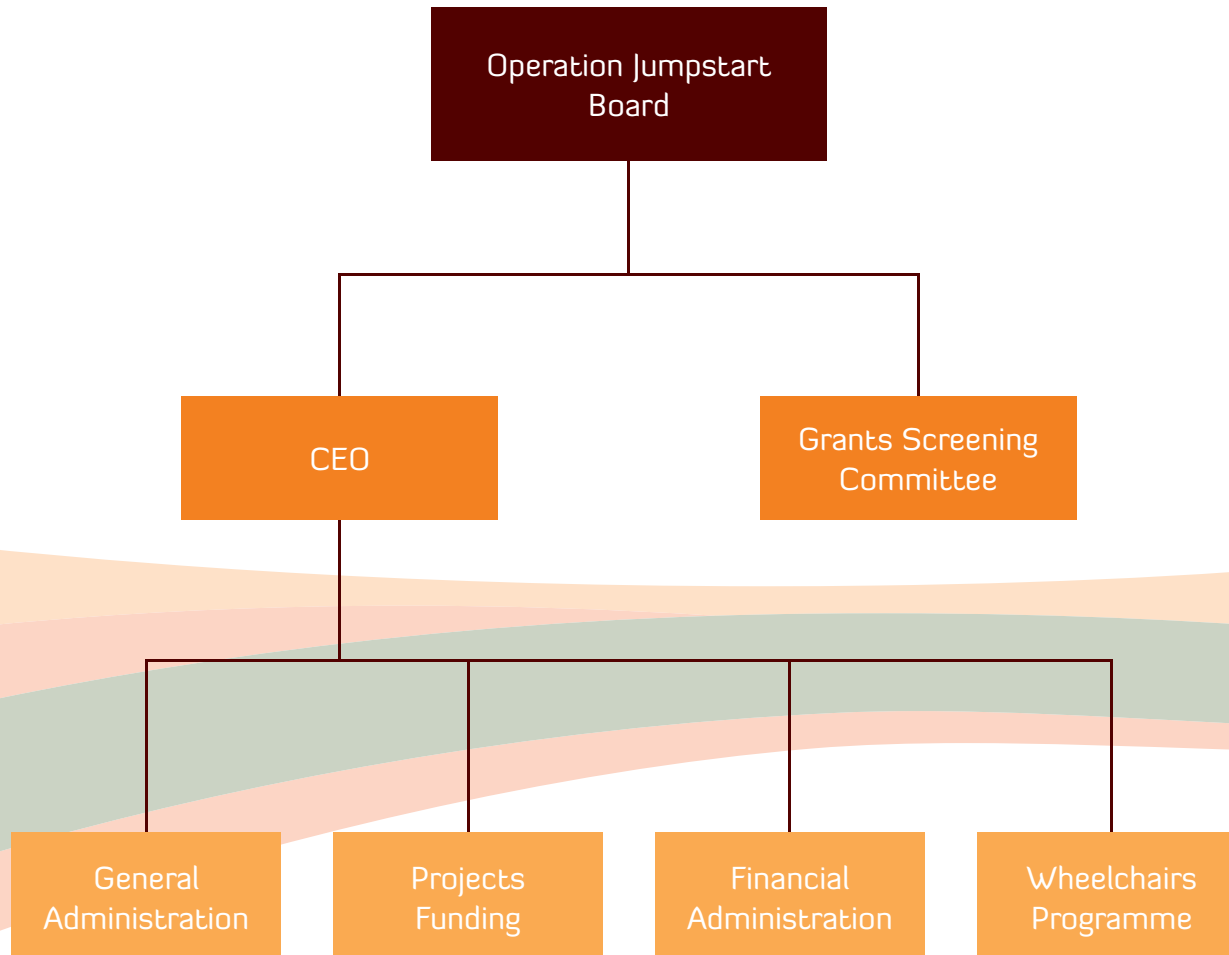 Operation Jumpstart
Board
CEO
Grants Screening
Committee
General
Administration
Projects
Funding
Financial
Administration
Wheelchairs
Programme